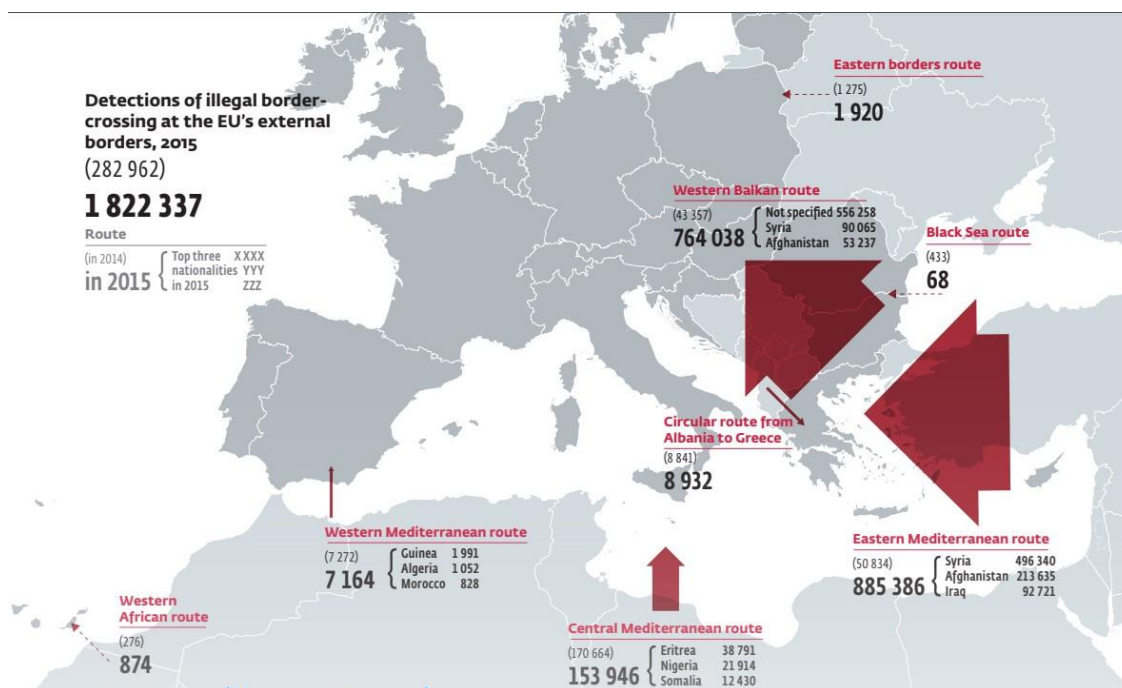 Detections of illegal border-
crossing at the EU's external
borders, 2015
(282 962)
1 822 337
Route
(in 2014)
in 2015 { Top three XXXX
nationalities YYY
in 2015 ZZZ
Eastern borders route
(1 275)
1 920
Western Balkan route
(43 357)
764 038 { Not specified 556 258
Syria 90 065
Afghanistan 53 237
Black Sea route
(433)
68
Circular route from
Albania to Greece
(8 841)
8 932
Western Mediterranean route
(7 272)
7 164 { Guinea 1 991
Algeria 1 052
Morocco 828
Eastern Mediterranean route
(50 834)
885 386 { Syria 496 340
Afghanistan 213 635
Iraq 92 721
Western
African route
(276)
874
Central Mediterranean route
(170 664)
153 946 { Eritrea 38 791
Nigeria 21 914
Somalia 12 430